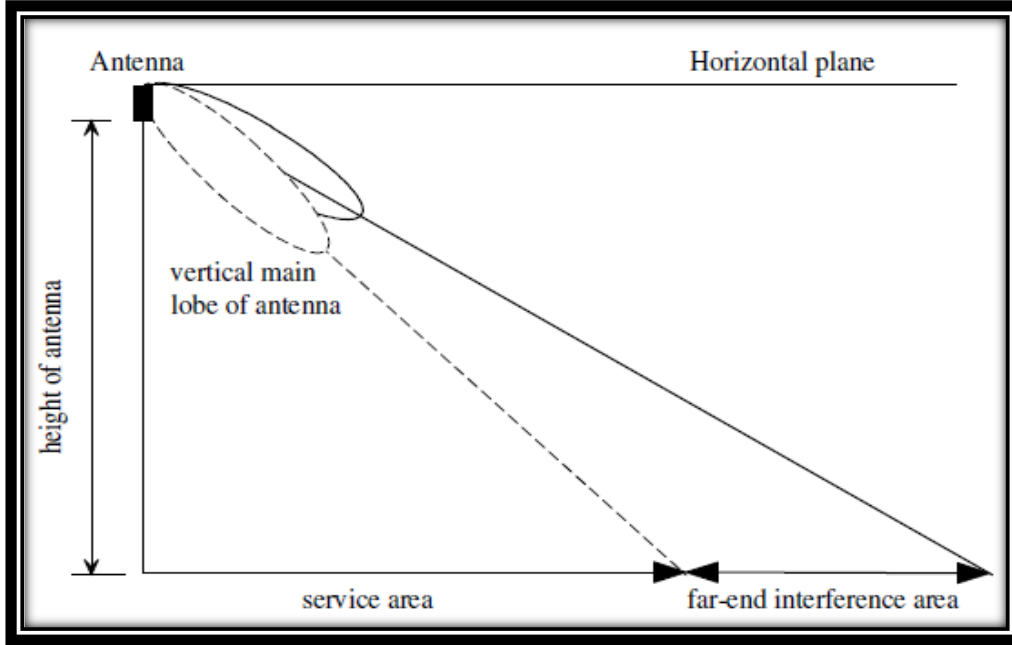 Antenna
Horizontal plane
vertical main
lobe of antenna
height of antenna
service area
far-end interference area